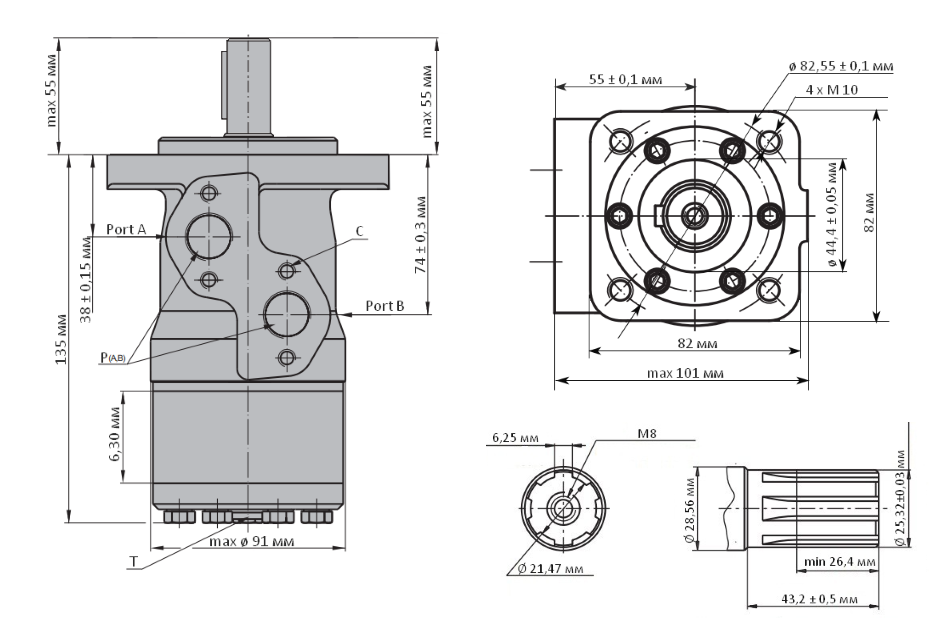 max 55 мм
max 55 мм
Port A
38 ± 0,15 мм
135 мм
P(A,B)
6,30 мм
C
74 ± 0,3 мм
Port B
max ø 91 мм
T
55 ± 0,1 мм
ø 82,55 ± 0,1 мм
4 x M 10
ø 44,4 ± 0,05 мм
82 мм
82 мм
max 101 мм
6,25 мм
M8
Ø 21,47 мм
Ø 28,56 мм
Ø 25,32±0,03 мм
min 26,4 мм
43,2 ± 0,5 мм